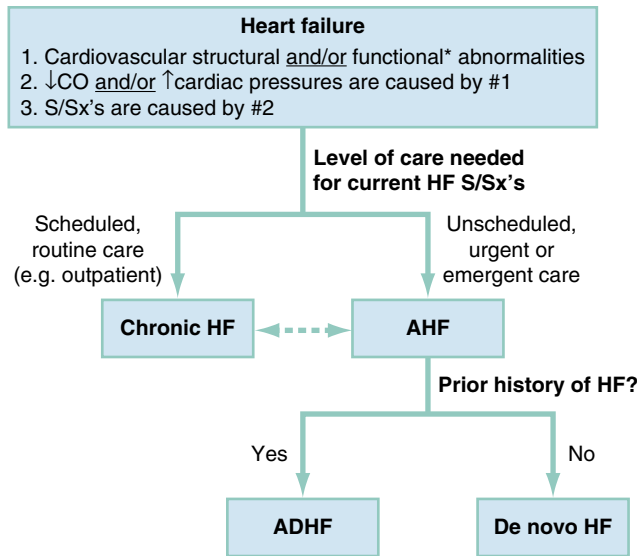 Heart failure
1. Cardiovascular structural and/or functional* abnormalities
2. ↓CO and/or ↑cardiac pressures are caused by #1
3. S/Sx's are caused by #2
Level of care needed
for current HF S/Sx's
Scheduled,
routine care
(e.g. outpatient)
Unscheduled,
urgent or
emergent care
Chronic HF
AHF
Prior history of HF?
Yes
No
ADHF
De novo HF